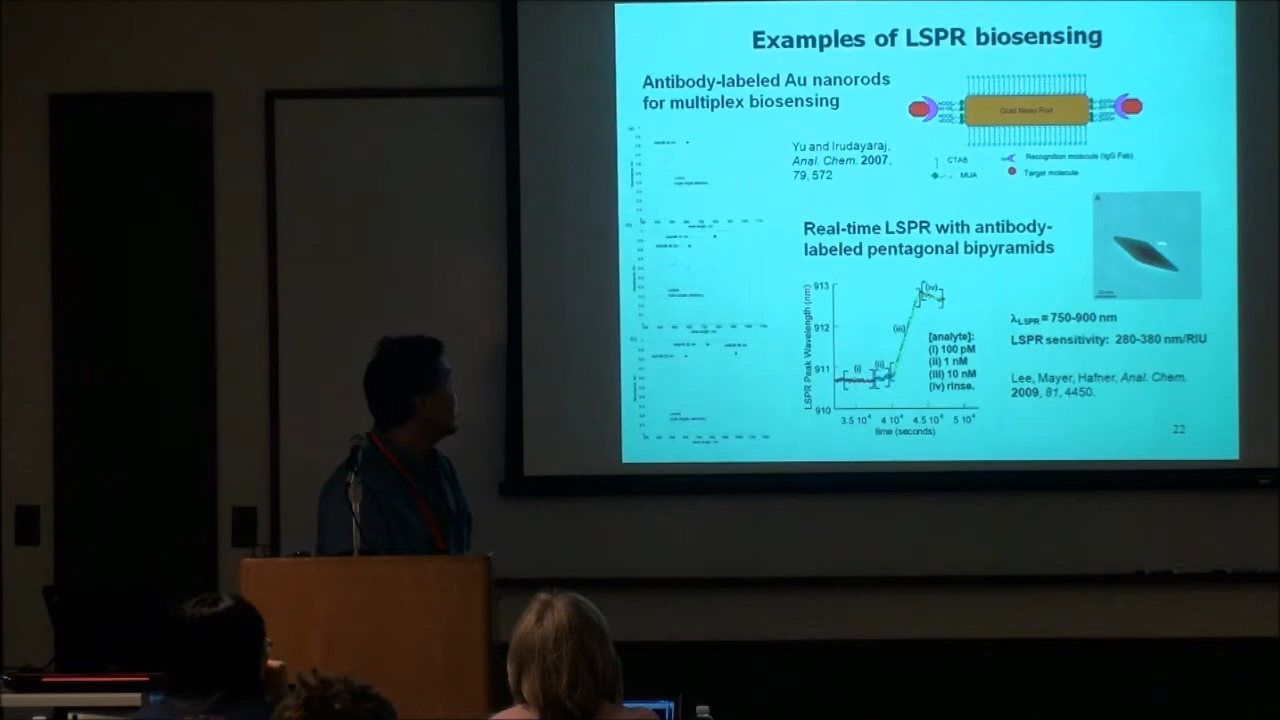 Examples of LSPR biosensing
Antibody-labeled Au nanorods
for multiplex biosensing
Gold Nano Rod
Yu and Irudayaraj,
Anal. Chem. 2007,
79, 572
CTAB
Recognition molecule (IgG Fab)
MUA
Target molecule
Real-time LSPR with antibody-
labeled pentagonal bipyramids
A
LSPR Peak Wavelength (nm)
913
912
911
910
(i)
(ii)
(iii)
(iv)
[analyte]:
(i) 100 pM
(ii) 1 nM
(iii) 10 nM
(iv) rinse.
3.5 10⁴
4 10⁴
4.5 10⁴
5 10⁴
time (seconds)
λLSPR = 750-900 nm
LSPR sensitivity: 280-380 nm/RIU
Lee, Mayer, Hafner, Anal. Chem.
2009, 81, 4450.
22